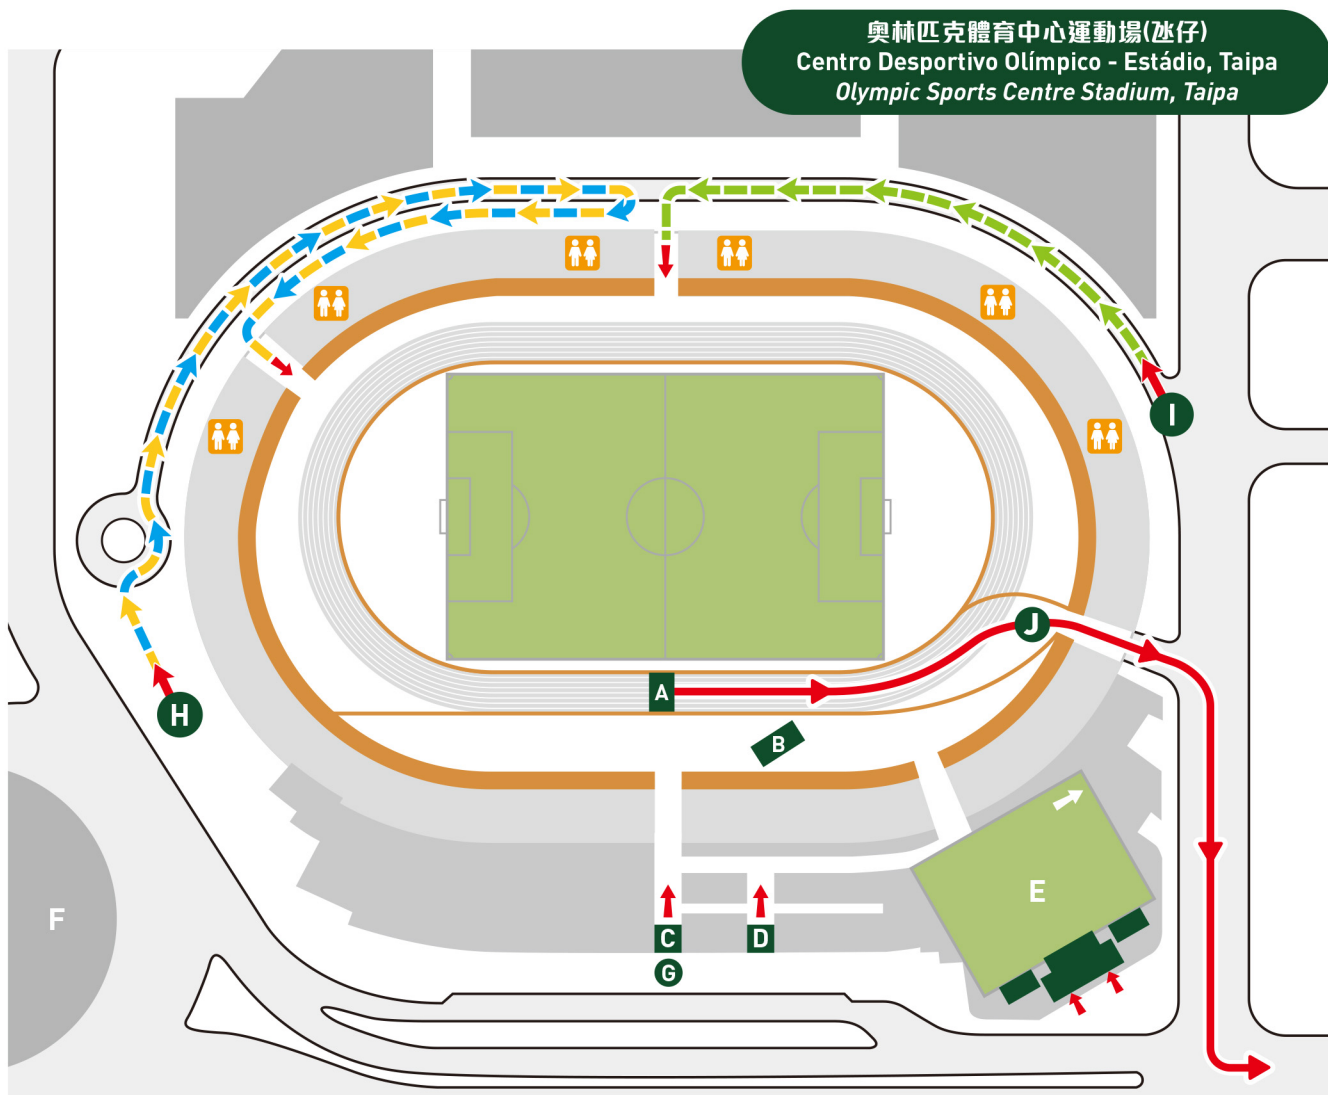 奧林匹克體育中心運動場(氹仔)
Centro Desportivo Olímpico - Estádio, Taipa
Olympic Sports Centre Stadium, Taipa
I
H
J
A
B
E
F
C
D
G